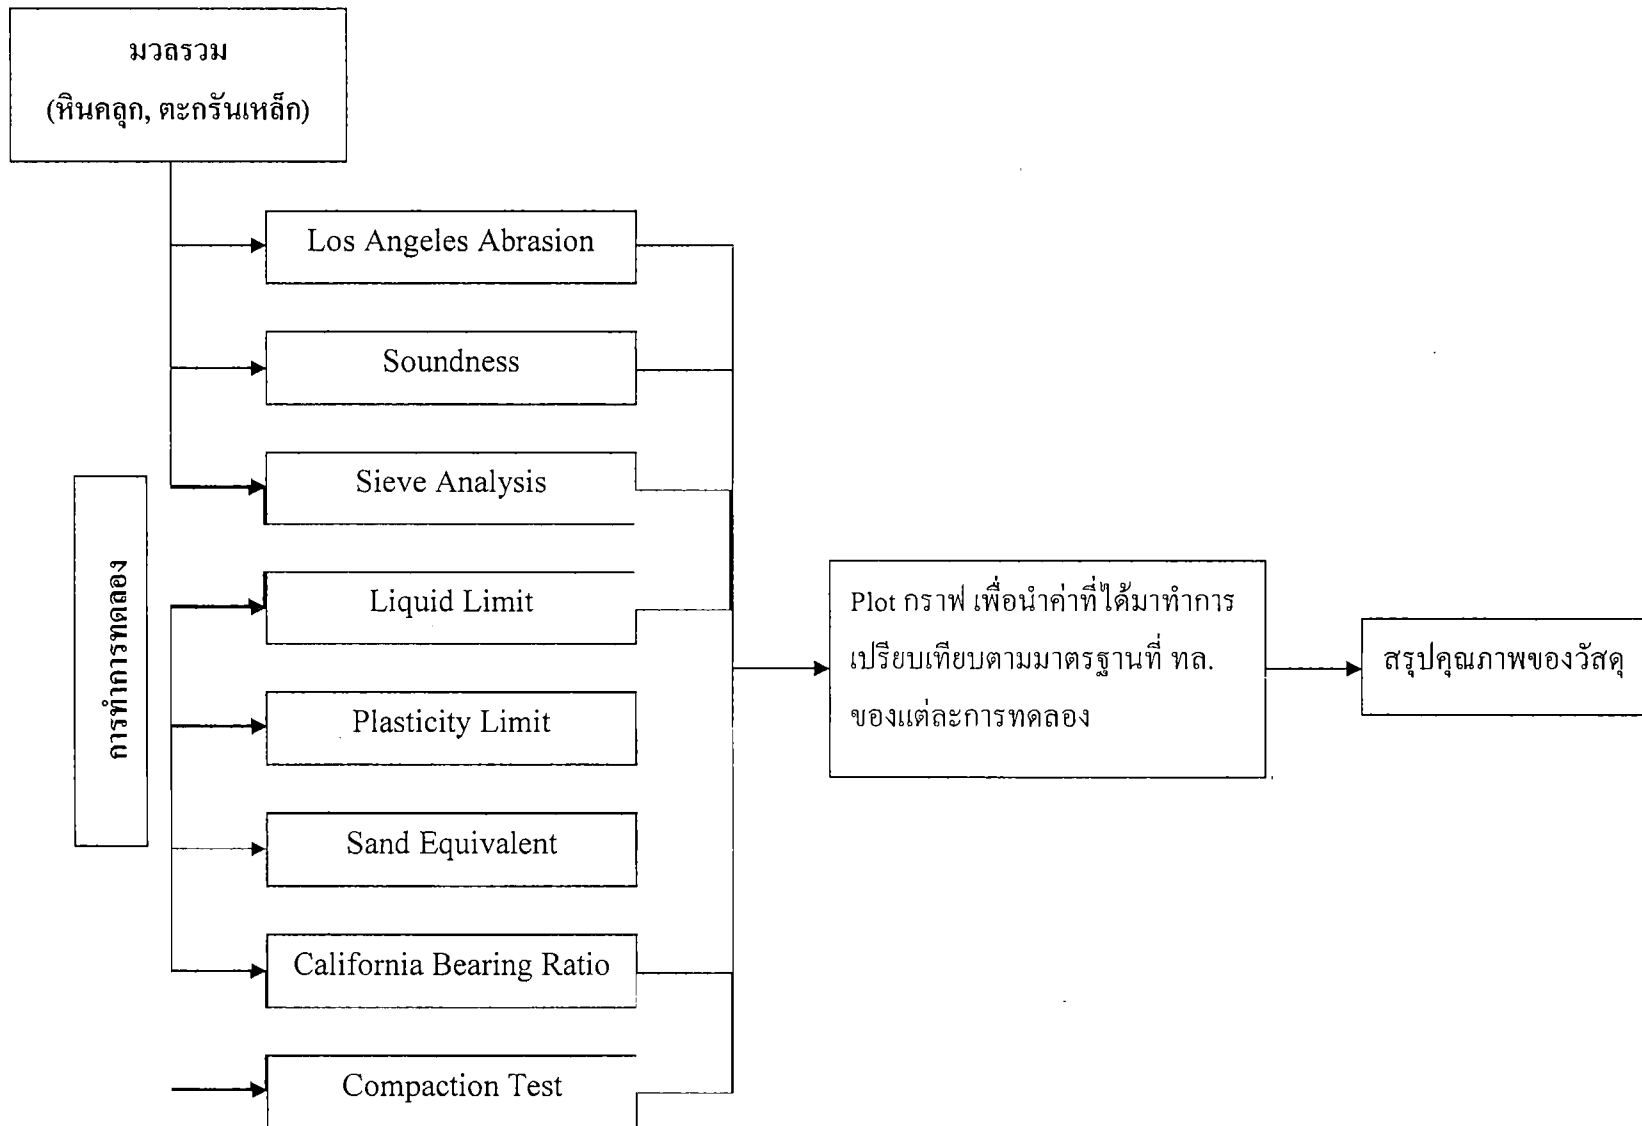 มวลรวม
(หินคลุก, ตะกรันเหล็ก)
Los Angeles Abrasion
Soundness
Sieve Analysis
การทำการทดลอง
Liquid Limit
Plasticity Limit
Sand Equivalent
California Bearing Ratio
Compaction Test
Plot กราฟ เพื่อนำค่าที่ได้มาทำการ
เปรียบเทียบตามมาตรฐานที่ ทล.
ของแต่ละการทดลอง
สรุปคุณภาพของวัสดุ